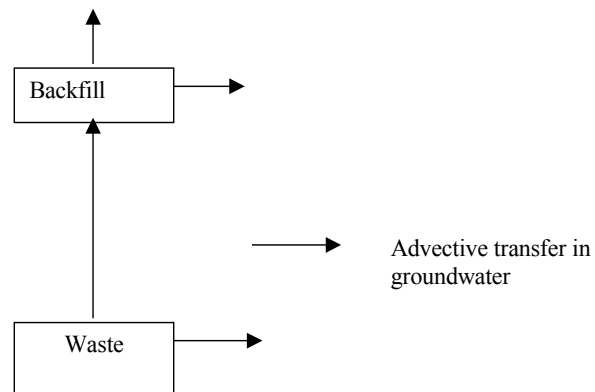 Backfill
Advective transfer in
groundwater
Waste